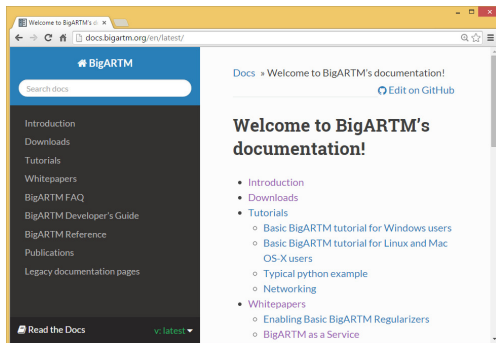 Welcome to BigARTM's d
docs.bigartm.org/en/latest/
BigARTM
Search docs
Introduction
Downloads
Tutorials
Whitepapers
BigARTM FAQ
BigARTM Developer's Guide
BigARTM Reference
Publications
Legacy documentation pages
Read the Docs
v: latest
Docs » Welcome to BigARTM's documentation!
Edit on GitHub
Welcome to BigARTM's
documentation!
Introduction
Downloads
Tutorials
Basic BigARTM tutorial for Windows users
Basic BigARTM tutorial for Linux and Mac
OS-X users
Typical python example
Networking
Whitepapers
Enabling Basic BigARTM Regularizers
BigARTM as a Service